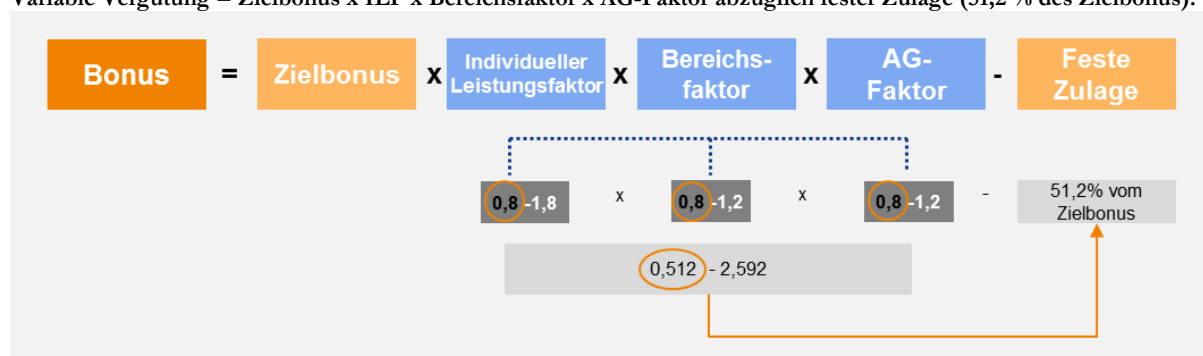 Variable Vergütung = Zielbonus x ILF x Bereichsfaktor x AG-Faktor abzüglich fester Zulage (51,2 % des Zielbonus).
Bonus = Zielbonus x Individueller Leistungsfaktor x Bereichs-faktor x AG-Faktor - Feste Zulage
0,8-1,8 x 0,8-1,2 x 0,8-1,2 - 51,2% vom Zielbonus
0,512 - 2,592